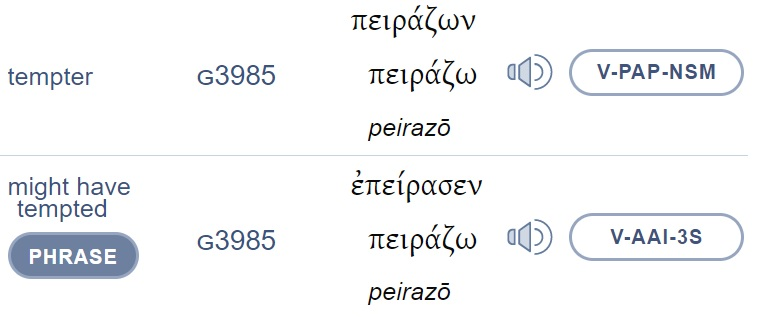 πειράζων
tempter G3985 πειράζω V-PAP-NSM
peirazō
might have
tempted
ἐπείρασεν
PHRASE G3985 πειράζω V-AAI-3S
peirazō